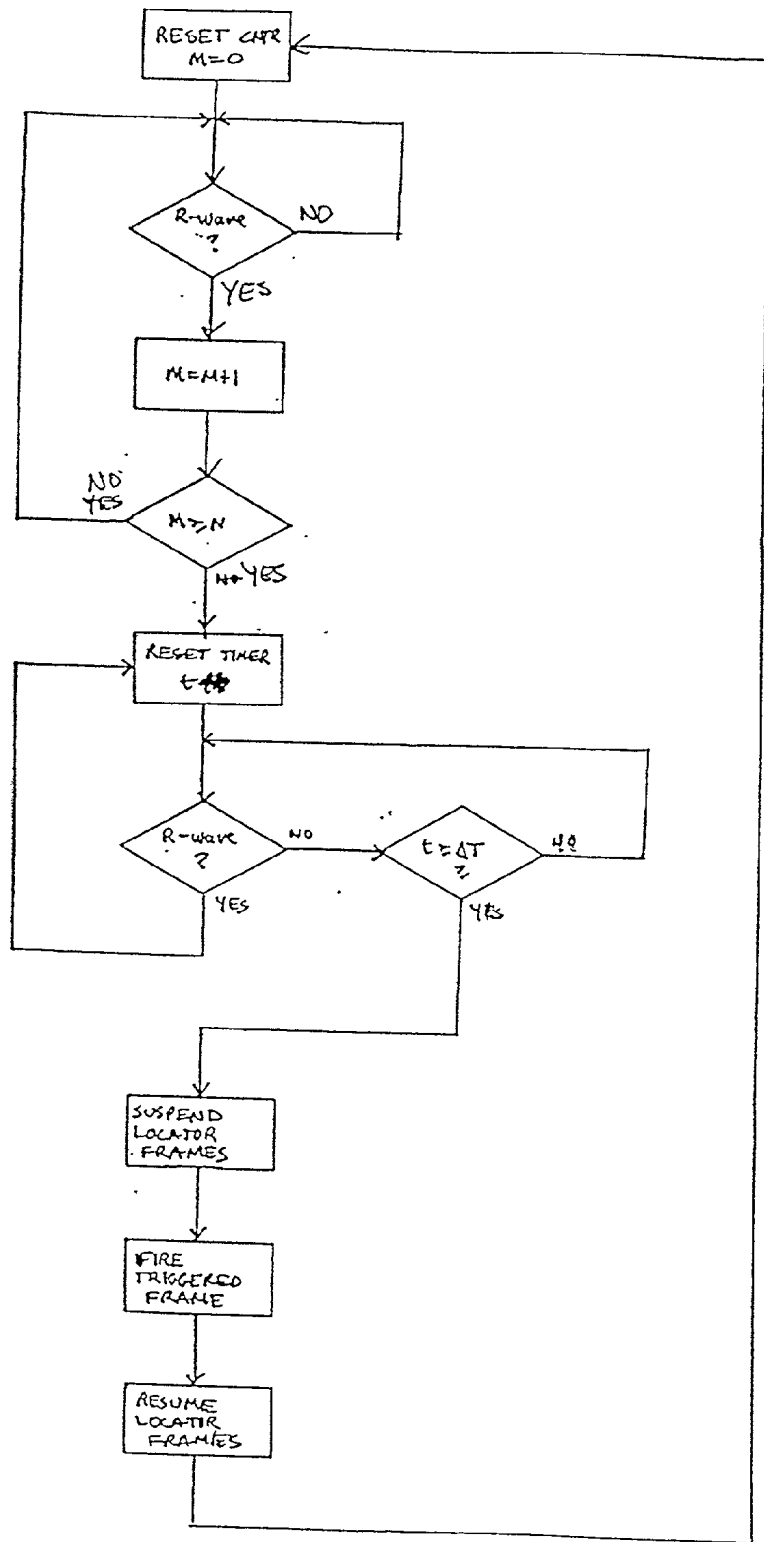 RESET CNTR
M=0
R-wave
?
NO
YES
M=M+1
NO
YES
M≥N
NO YES
RESET TIMER
t
R-wave
?
NO
YES
t≥ΔT
?
NO
YES
SUSPEND
LOCATOR
FRAMES
FIRE
TRIGGERED
FRAME
RESUME
LOCATOR
FRAMES